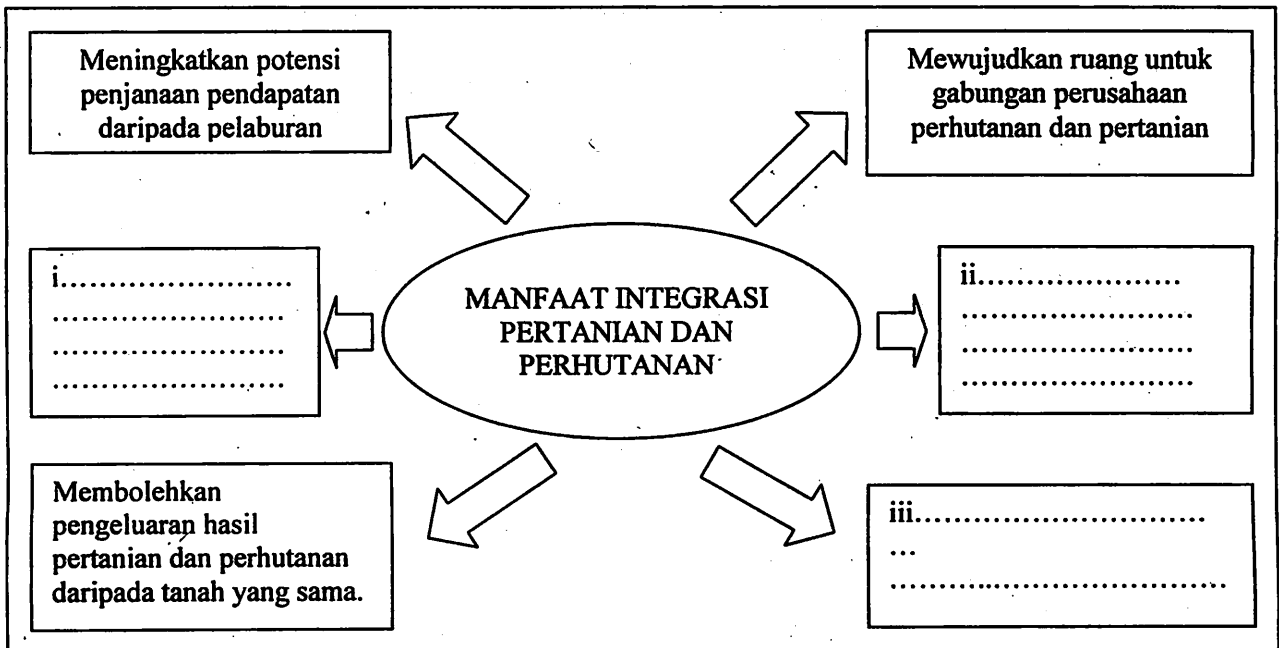 Meningkatkan potensi
penjanaan pendapatan
daripada pelaburan
Mewujudkan ruang untuk
gabungan perusahaan
perhutanan dan pertanian
i........................
........................
........................
........................
MANFAAT INTEGRASI
PERTANIAN DAN
PERHUTANAN
ii.....................
........................
........................
........................
Membolehkan
pengeluaran hasil
pertanian dan perhutanan
daripada tanah yang sama.
iii..............................
...
...................................